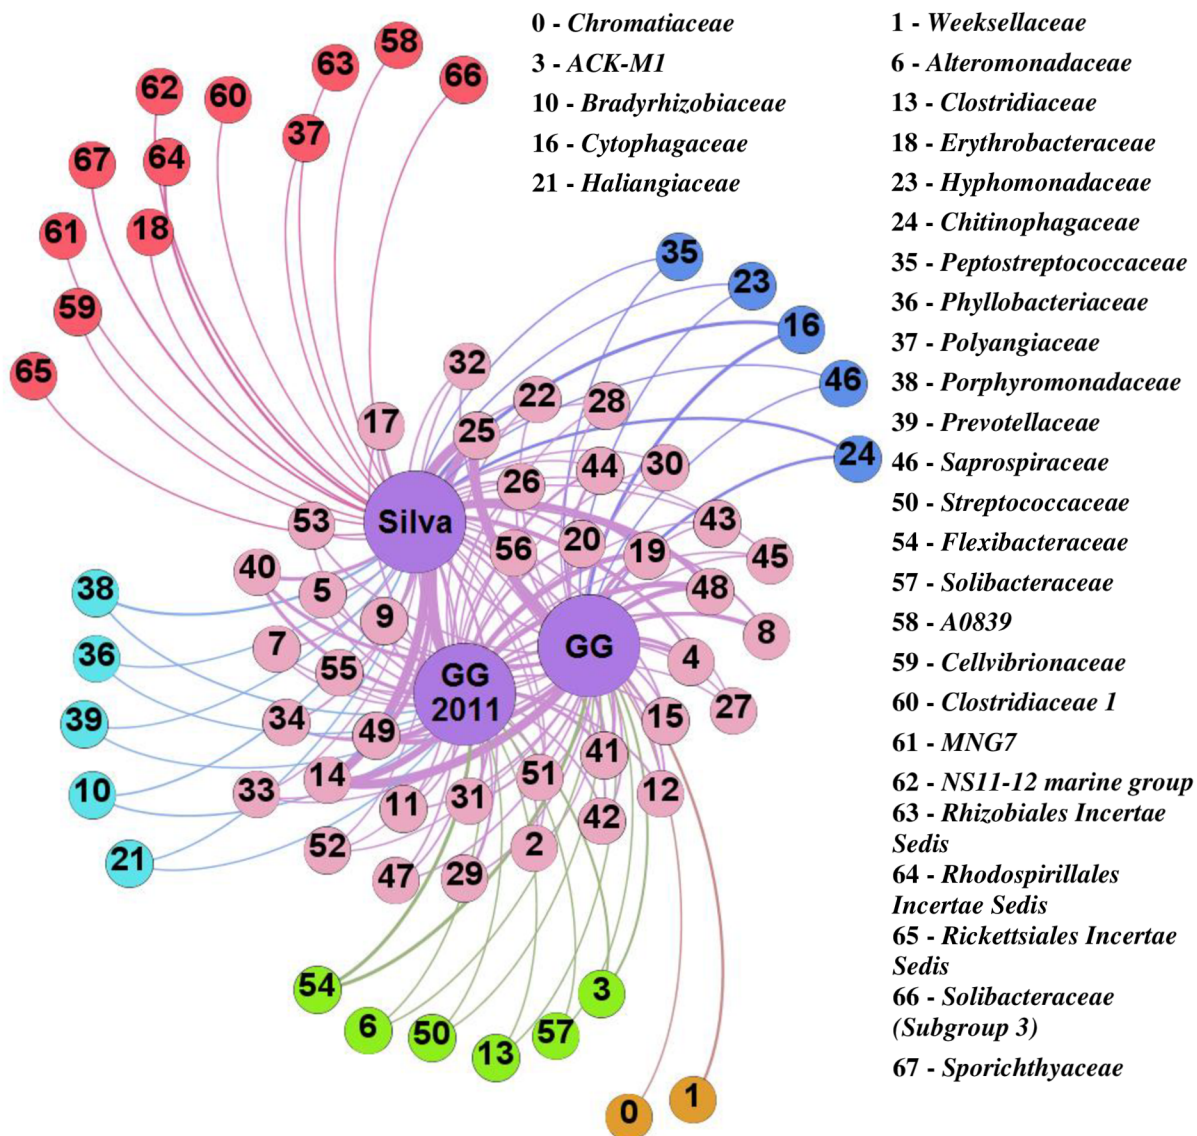 0 - Chromatiaceae
3 - ACK-M1
10 - Bradyrhizobiaceae
16 - Cytophagaceae
21 - Haliangiaceae
1 - Weeksellaceae
6 - Alteromonadaceae
13 - Clostridiaceae
18 - Erythrobacteraceae
23 - Hyphomonadaceae
24 - Chitinophagaceae
35 - Peptostreptococcaceae
36 - Phyllobacteriaceae
37 - Polyangiaceae
38 - Porphyromonadaceae
39 - Prevotellaceae
46 - Saprospiraceae
50 - Streptococcaceae
54 - Flexibacteraceae
57 - Solibacteraceae
58 - A0839
59 - Cellvibrionaceae
60 - Clostridiaceae 1
61 - MNG7
62 - NS11-12 marine group
63 - Rhizobiales Incertae
Sedis
64 - Rhodospirillales
Incertae Sedis
65 - Rickettsiales Incertae
Sedis
66 - Solibacteraceae
(Subgroup 3)
67 - Sporichthyaceae
58
63
66
62
60
37
67
64
18
61
59
65
35
23
16
46
24
32
22
28
17
25
44
30
26
Silva
53
56
20
19
43
45
40
5
9
48
8
38
7
55
GG
4
36
GG
2011
27
39
34
49
15
10
33
14
11
31
51
41
12
42
21
52
47
29
2
54
6
50
13
57
3
0
1